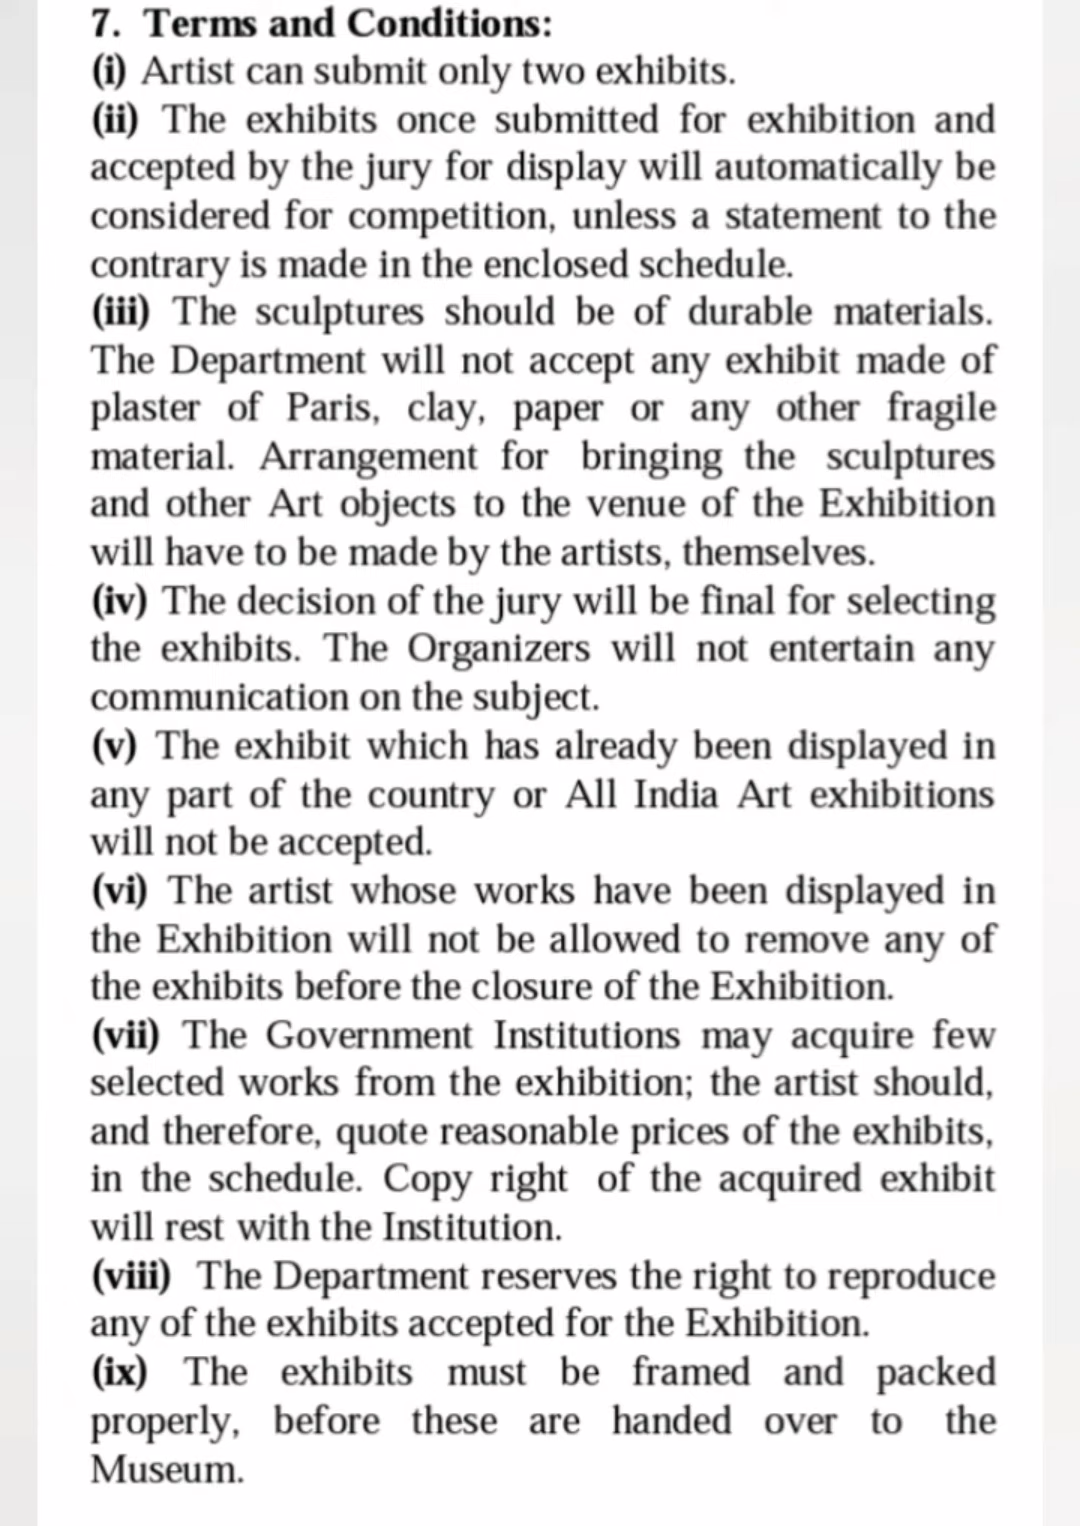 7. Terms and Conditions:
(i) Artist can submit only two exhibits.
(ii) The exhibits once submitted for exhibition and
accepted by the jury for display will automatically be
considered for competition, unless a statement to the
contrary is made in the enclosed schedule.
(iii) The sculptures should be of durable materials.
The Department will not accept any exhibit made of
plaster of Paris, clay, paper or any other fragile
material. Arrangement for bringing the sculptures
and other Art objects to the venue of the Exhibition
will have to be made by the artists, themselves.
(iv) The decision of the jury will be final for selecting
the exhibits. The Organizers will not entertain any
communication on the subject.
(v) The exhibit which has already been displayed in
any part of the country or All India Art exhibitions
will not be accepted.
(vi) The artist whose works have been displayed in
the Exhibition will not be allowed to remove any of
the exhibits before the closure of the Exhibition.
(vii) The Government Institutions may acquire few
selected works from the exhibition; the artist should,
and therefore, quote reasonable prices of the exhibits,
in the schedule. Copy right of the acquired exhibit
will rest with the Institution.
(viii) The Department reserves the right to reproduce
any of the exhibits accepted for the Exhibition.
(ix) The exhibits must be framed and packed
properly, before these are handed over to the
Museum.